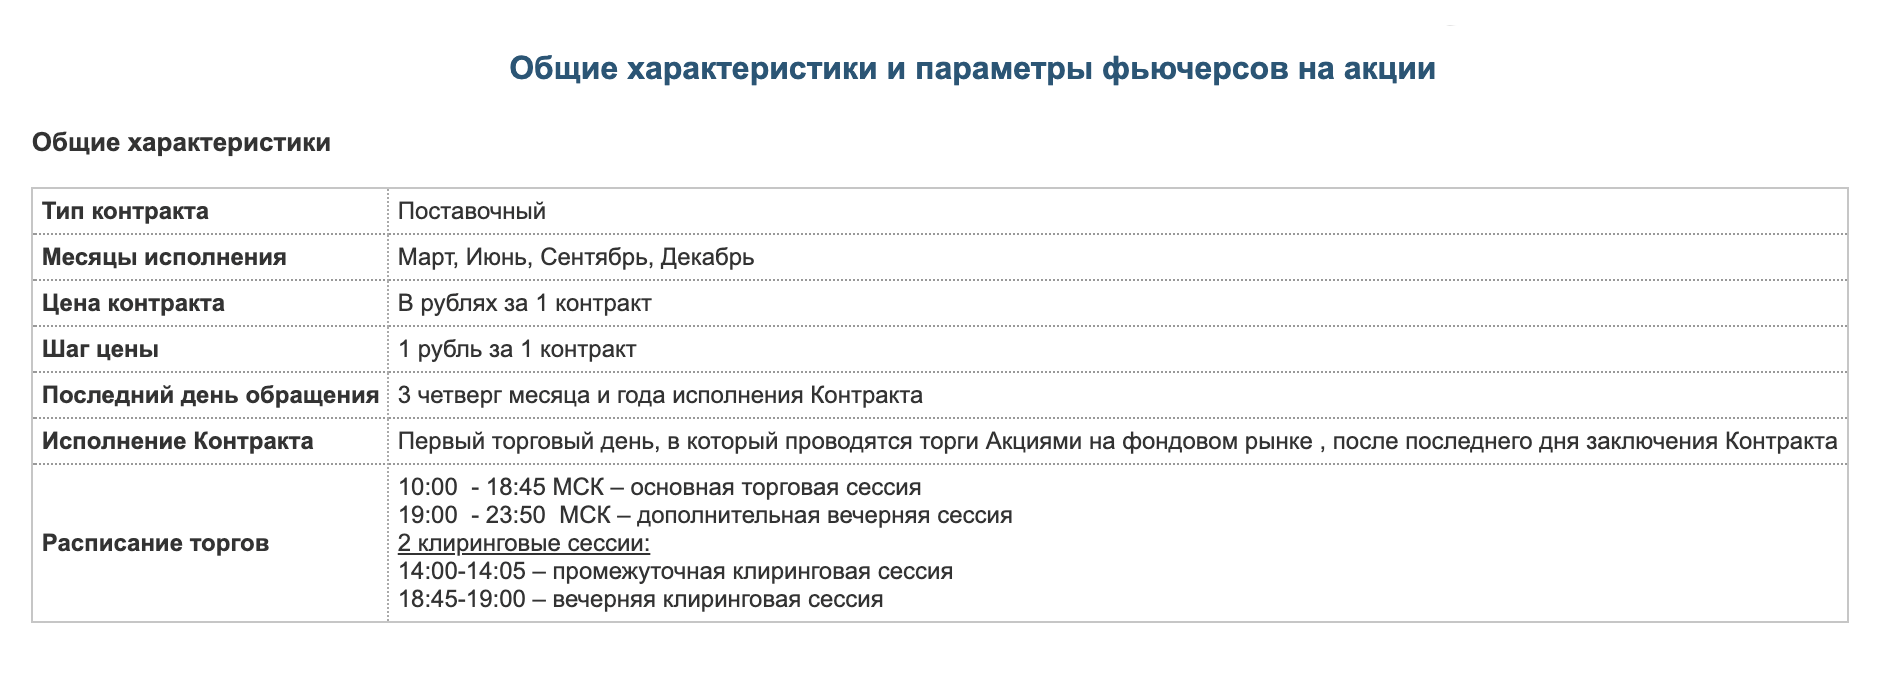 Общие характеристики и параметры фьючерсов на акции
Общие характеристики
Тип контракта Поставочный
Месяцы исполнения Март, Июнь, Сентябрь, Декабрь
Цена контракта В рублях за 1 контракт
Шаг цены 1 рубль за 1 контракт
Последний день обращения 3 четверг месяца и года исполнения Контракта
Исполнение Контракта Первый торговый день, в который проводятся торги Акциями на фондовом рынке , после последнего дня заключения Контракта
Расписание торгов
10:00  - 18:45 МСК – основная торговая сессия
19:00  - 23:50  МСК – дополнительная вечерняя сессия
2 клиринговые сессии:
14:00-14:05 – промежуточная клиринговая сессия
18:45-19:00 – вечерняя клиринговая сессия